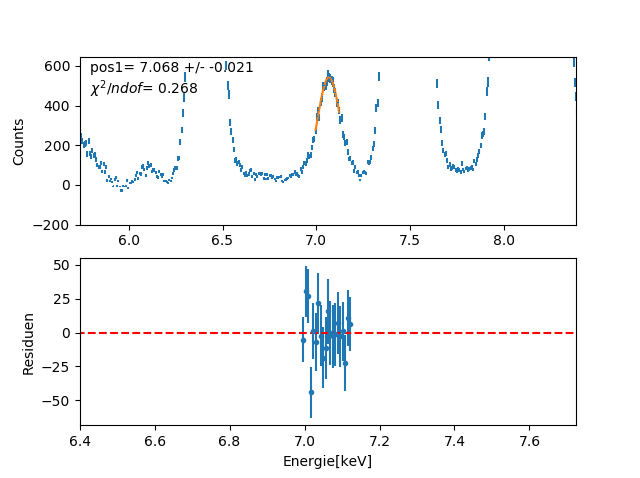 600
pos1= 7.068 +/- -0.021
χ²/ndof= 0.268
400
Counts
200
0
−200
6.0 6.5 7.0 7.5 8.0
50
25
Residuen
0
−25
−50
6.4 6.6 6.8 7.0 7.2 7.4 7.6
Energie[keV]